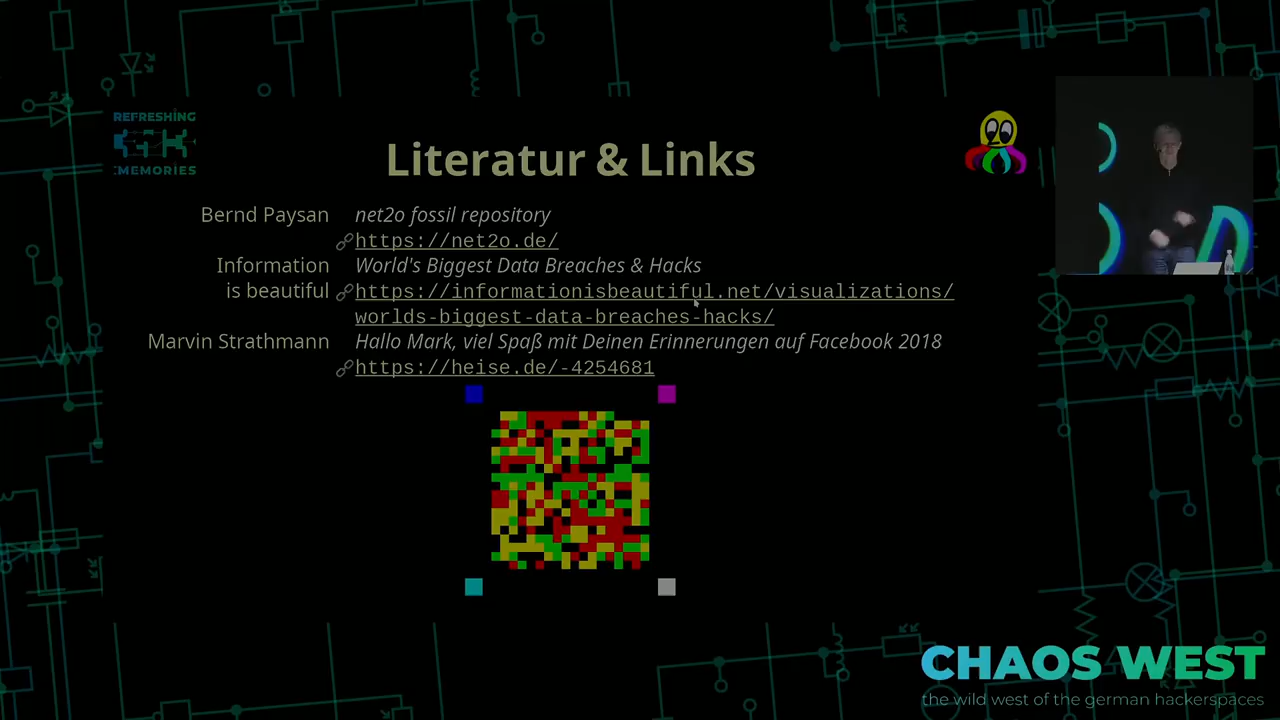 REFRESHING
MEMORIES
Literatur & Links
Bernd Paysan net2o fossil repository
https://net2o.de/
Information World's Biggest Data Breaches & Hacks
is beautiful https://informationisbeautiful.net/visualizations/
worlds-biggest-data-breaches-hacks/
Marvin Strathmann Hallo Mark, viel Spaß mit Deinen Erinnerungen auf Facebook 2018
https://heise.de/-4254681
CHAOS WEST
the wild west of the german hackerspaces